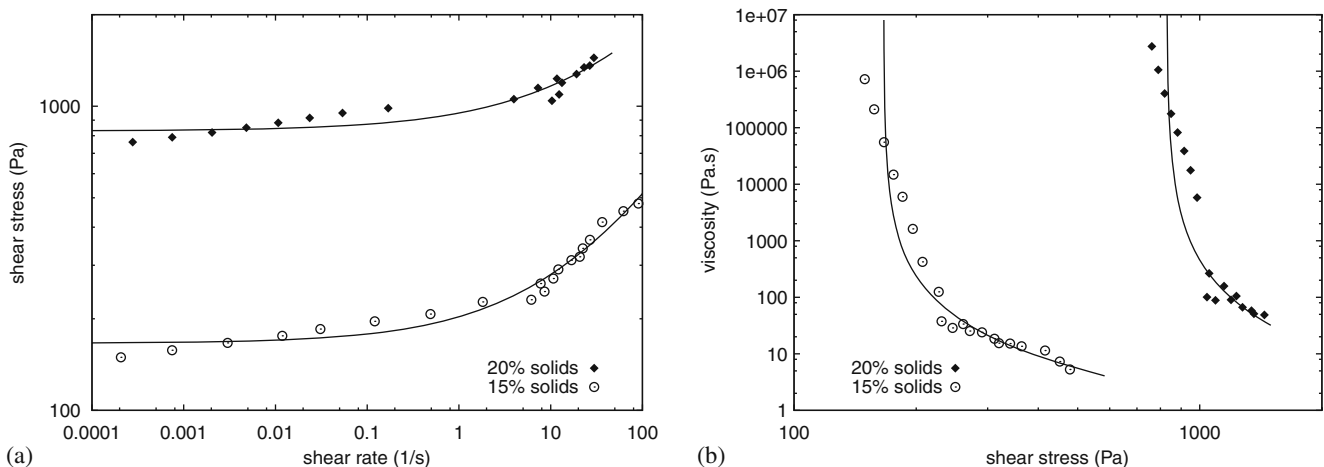 1000
100
shear stress (Pa)
20% solids
15% solids
0.0001 0.001 0.01 0.1 1 10 100
shear rate (1/s)
(a)
1e+07
1e+06
100000
10000
1000
100
10
1
viscosity (Pa.s)
20% solids
15% solids
100 1000
shear stress (Pa)
(b)